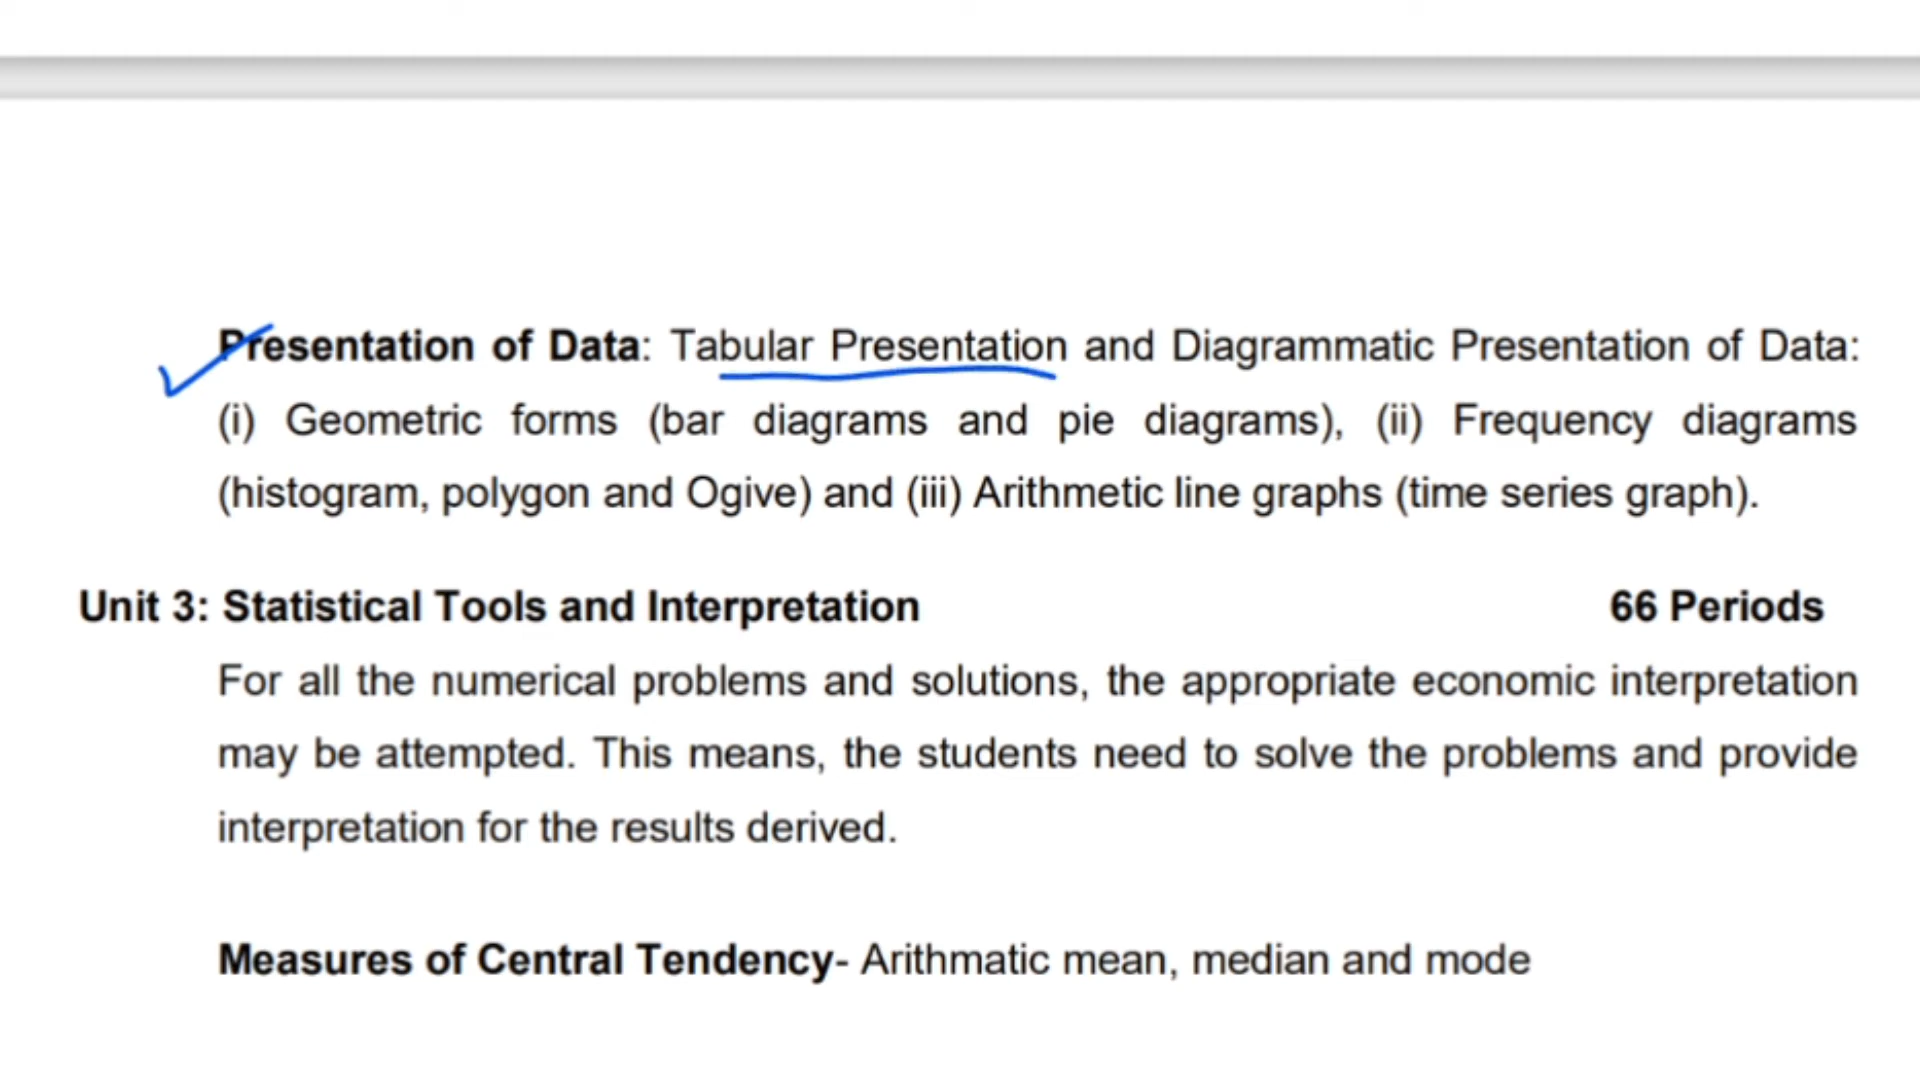 Presentation of Data: Tabular Presentation and Diagrammatic Presentation of Data:
(i) Geometric forms (bar diagrams and pie diagrams), (ii) Frequency diagrams
(histogram, polygon and Ogive) and (iii) Arithmetic line graphs (time series graph).
Unit 3: Statistical Tools and Interpretation 66 Periods
For all the numerical problems and solutions, the appropriate economic interpretation
may be attempted. This means, the students need to solve the problems and provide
interpretation for the results derived.
Measures of Central Tendency- Arithmatic mean, median and mode